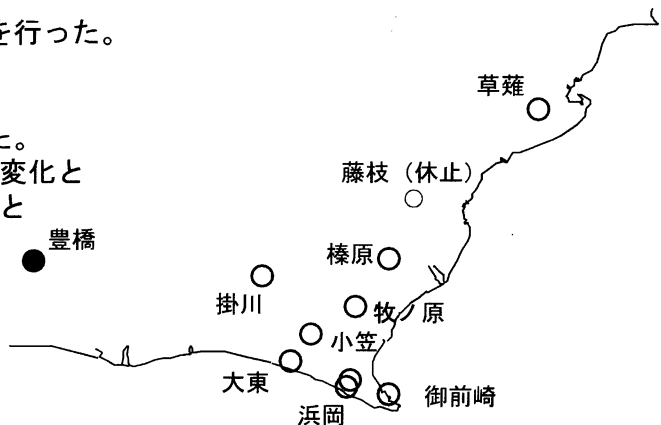 を行った。
た。
変化と
と
草薙
藤枝（休止）
豊橋
榛原
掛川
牧ノ原
小笠
大東
御前崎
浜岡